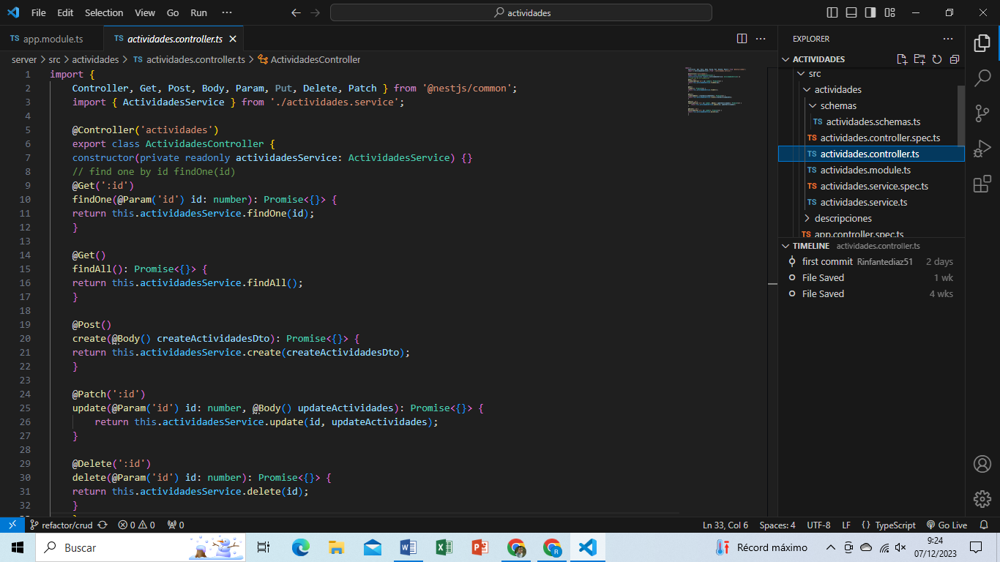 File Edit Selection View Go Run ··· actividades
TS app.module.ts TS actividades.controller.ts
server > src > actividades > TS actividades.controller.ts > ActividadesController
1 import {
2 Controller, Get, Post, Body, Param, Put, Delete, Patch } from '@nestjs/common';
3 import { ActividadesService } from './actividades.service';
4
5 @Controller('actividades')
6 export class ActividadesController {
7 constructor(private readonly actividadesService: ActividadesService) {}
8 // find one by id findOne(id)
9 @Get(':id')
10 findOne(@Param('id') id: number): Promise<{}> {
11 return this.actividadesService.findOne(id);
12 }
13
14 @Get()
15 findAll(): Promise<{}> {
16 return this.actividadesService.findAll();
17 }
18
19 @Post()
20 create(@Body() createActividadesDto): Promise<{}> {
21 return this.actividadesService.create(createActividadesDto);
22 }
23
24 @Patch(':id')
25 update(@Param('id') id: number, @Body() updateActividades): Promise<{}> {
26 return this.actividadesService.update(id, updateActividades);
27 }
28
29 @Delete(':id')
30 delete(@Param('id') id: number): Promise<{}> {
31 return this.actividadesService.delete(id);
32 }
EXPLORER ···
ACTIVIDADES
src
actividades
schemas
TS actividades.schemas.ts
TS actividades.controller.spec.ts
TS actividades.controller.ts
TS actividades.module.ts
TS actividades.service.spec.ts
TS actividades.service.ts
descripciones
TS app.controller.spec.ts
TIMELINE actividades.controller.ts
first commit Rinfantediaz51 2 days
File Saved 1 wk
File Saved 4 wks
refactor/crud 0 0 0 Ln 33, Col 6 Spaces: 4 UTF-8 LF {} TypeScript Go Live
Buscar Récord máximo 9:24
07/12/2023